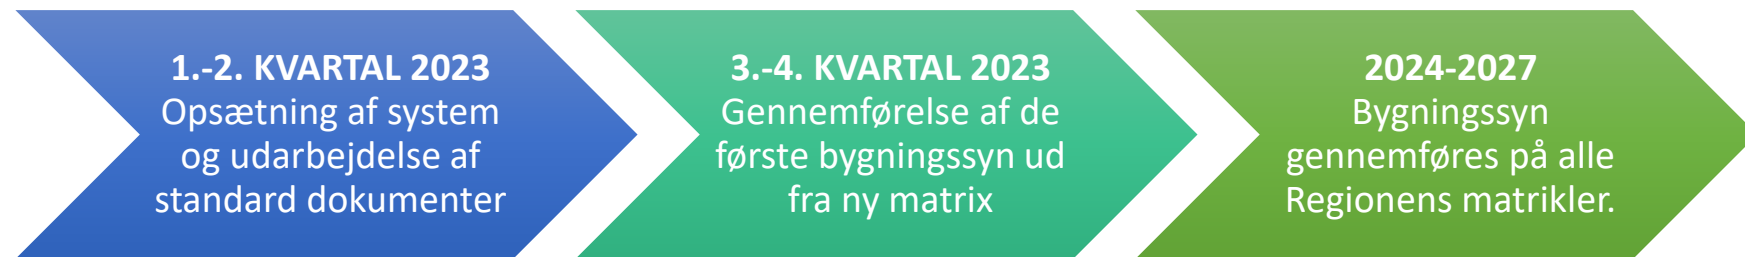 1.-2. KVARTAL 2023
Opsætning af system
og udarbejdelse af
standard dokumenter
3.-4. KVARTAL 2023
Gennemførelse af de
første bygningssyn ud
fra ny matrix
2024-2027
Bygningssyn
gennemføres på alle
Regionens matrikler.